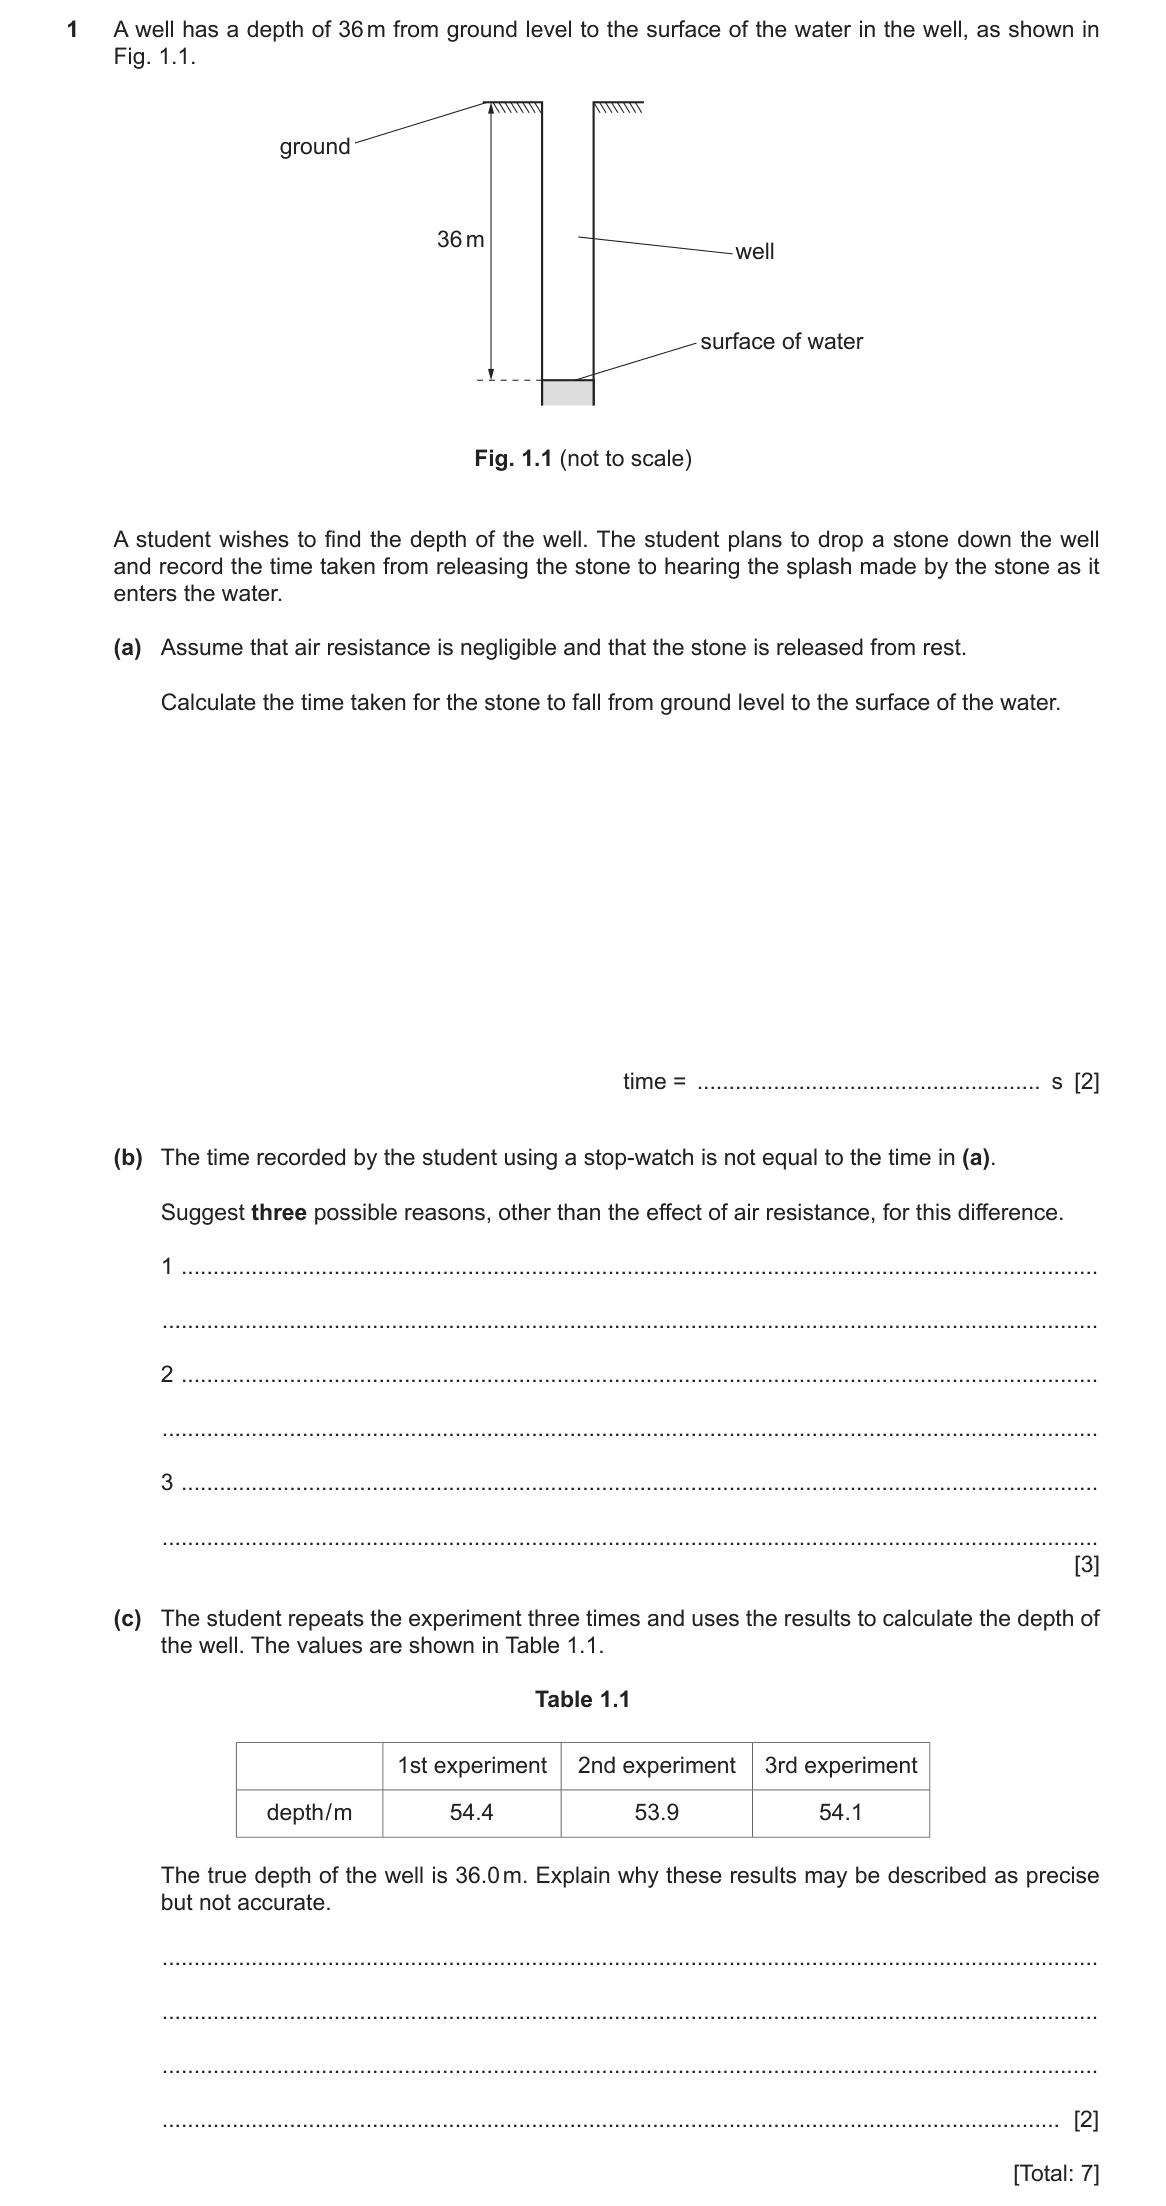 1 A well has a depth of 36 m from ground level to the surface of the water in the well, as shown in
Fig. 1.1.
ground
36 m
well
surface of water
Fig. 1.1 (not to scale)
A student wishes to find the depth of the well. The student plans to drop a stone down the well
and record the time taken from releasing the stone to hearing the splash made by the stone as it
enters the water.
(a) Assume that air resistance is negligible and that the stone is released from rest.
Calculate the time taken for the stone to fall from ground level to the surface of the water.
time = ...................................................... s [2]
(b) The time recorded by the student using a stop-watch is not equal to the time in (a).
Suggest three possible reasons, other than the effect of air resistance, for this difference.
1 ................................................................................................................................................
...................................................................................................................................................
2 ................................................................................................................................................
...................................................................................................................................................
3 ................................................................................................................................................
...................................................................................................................................................
[3]
(c) The student repeats the experiment three times and uses the results to calculate the depth of
the well. The values are shown in Table 1.1.
Table 1.1
1st experiment 2nd experiment 3rd experiment
depth/m 54.4 53.9 54.1
The true depth of the well is 36.0 m. Explain why these results may be described as precise
but not accurate.
...................................................................................................................................................
...................................................................................................................................................
...................................................................................................................................................
............................................................................................................................................. [2]
[Total: 7]